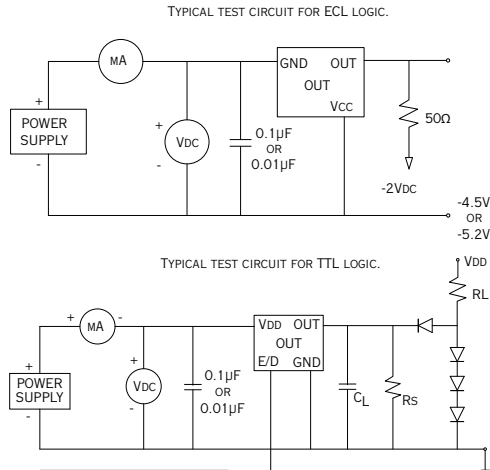 TYPICAL TEST CIRCUIT FOR ECL LOGIC.
MA
GND OUT
OUT
VCC
+
POWER
SUPPLY
-
+
VDC
-
0.1µF
OR
0.01µF
50Ω
-2VDC
-4.5V
OR
-5.2V
TYPICAL TEST CIRCUIT FOR TTL LOGIC.
VDD
RL
+ MA -
VDD OUT
OUT
E/D GND
+
POWER
SUPPLY
-
+
VDC
-
0.1µF
OR
0.01µF
CL
RS